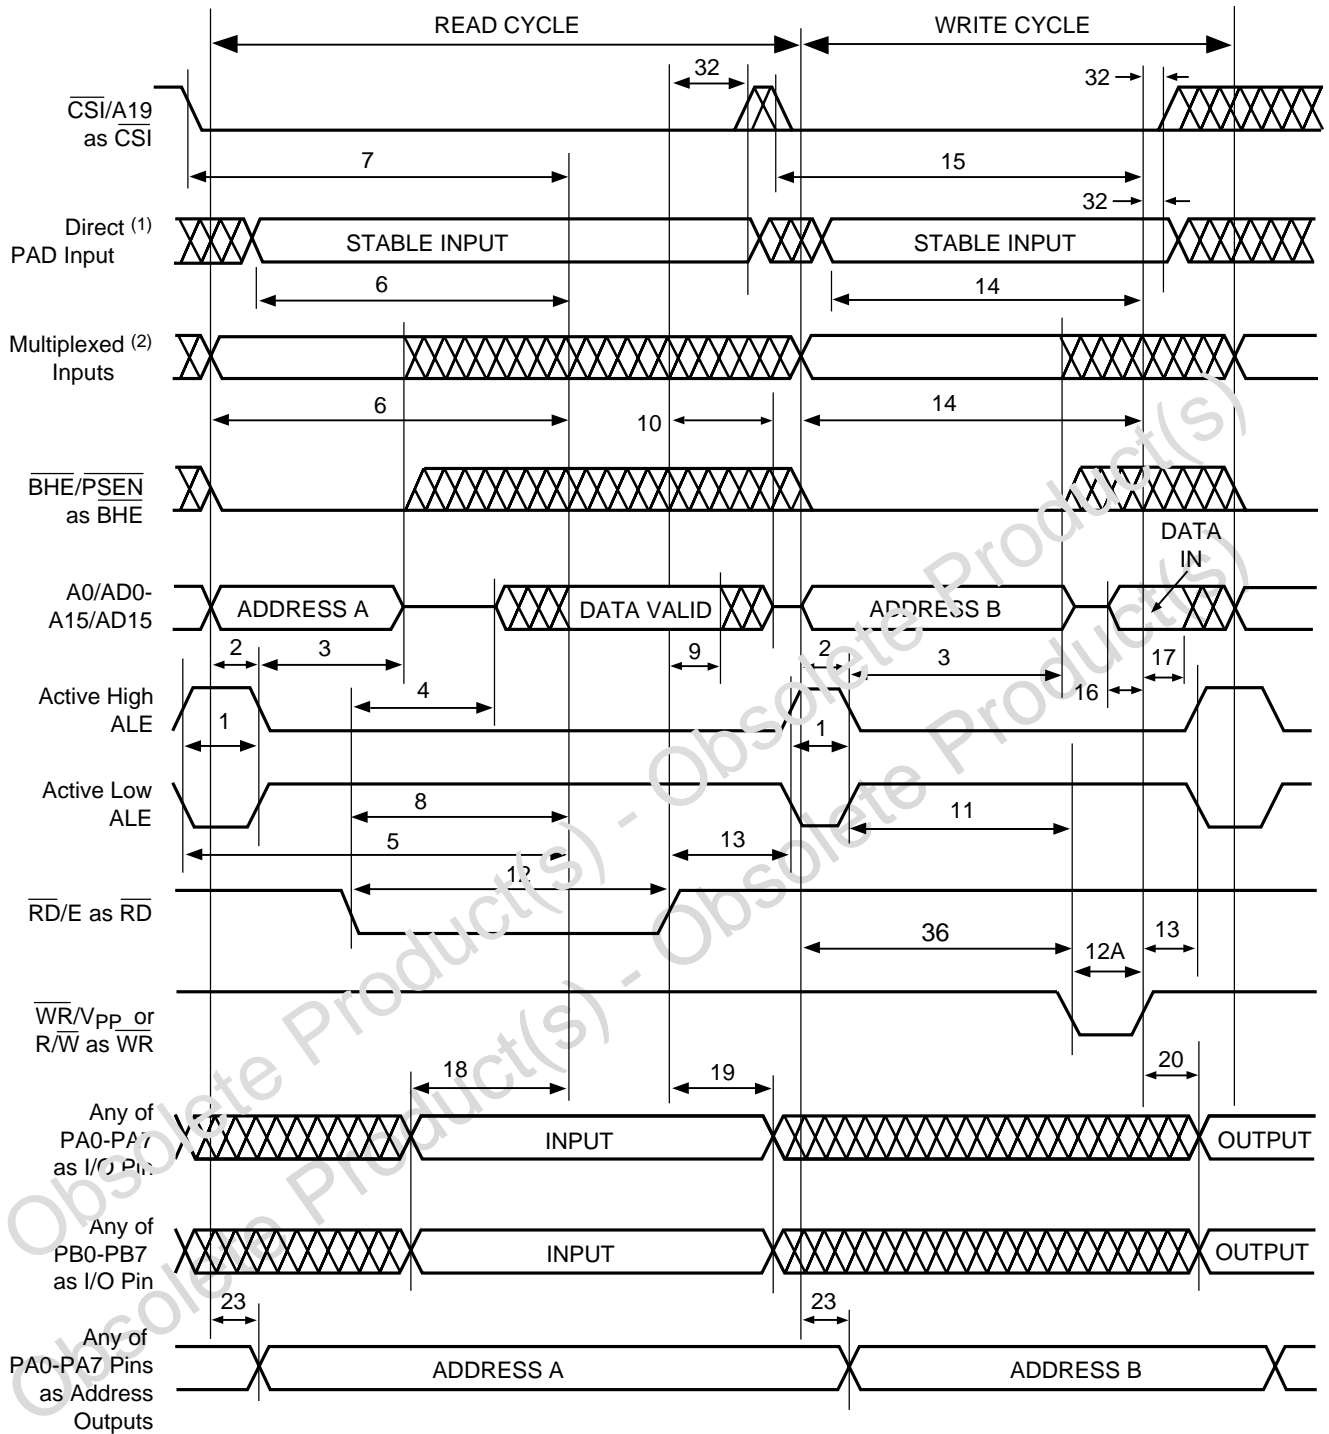 READ CYCLE
WRITE CYCLE
32
32
CSI/A19
as CSI
7
15
32
Direct (1)
PAD Input
STABLE INPUT
STABLE INPUT
6
14
Multiplexed (2)
Inputs
6
10
14
BHE/PSEN
as BHE
DATA
IN
A0/AD0-
A15/AD15
ADDRESS A
DATA VALID
ADDRESS B
2
3
9
2
3
17
4
16
Active High
ALE
1
1
Active Low
ALE
8
11
5
13
12
RD/E as RD
36
13
12A
WR/VPP or
R/W as WR
18
19
20
Any of
PA0-PA7
as I/O Pin
INPUT
OUTPUT
Any of
PB0-PB7
as I/O Pin
INPUT
OUTPUT
23
23
Any of
PA0-PA7 Pins
as Address
Outputs
ADDRESS A
ADDRESS B
Obsolete Product(s) - Obsolete Product(s)
Obsolete Product(s) - Obsolete Product(s)